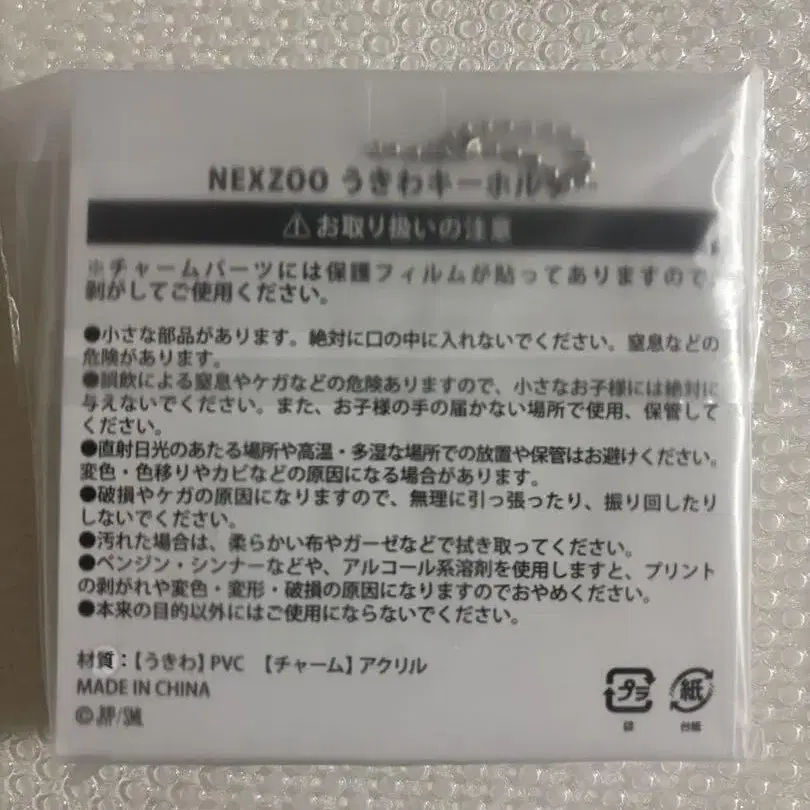 NEXZOO うきわキーホルダー
お取り扱いの注意
※チャームパーツには保護フィルムが貼ってありますので、
剥がしてご使用ください。
●小さな部品があります。絶対に口の中に入れないでください。窒息などの
危険があります。
●誤飲による窒息やケガなどの危険ありますので、小さなお子様には絶対に
与えないでください。また、お子様の手の届かない場所で使用、保管して
ください。
●直射日光のあたる場所や高温・多湿な場所での放置や保管はお避けください。
変色・色移りやカビなどの原因になる場合があります。
●破損やケガの原因になりますので、無理に引っ張ったり、振り回したり
しないでください。
●汚れた場合は、柔らかい布やガーゼなどで拭き取ってください。
●ベンジン・シンナーなどや、アルコール系溶剤を使用しますと、プリント
の剥がれや変色・変形・破損の原因になりますのでおやめください。
●本来の目的以外にはご使用にならないでください。
材質：【うきわ】PVC 【チャーム】アクリル
MADE IN CHINA
プラ 紙
袋 台紙